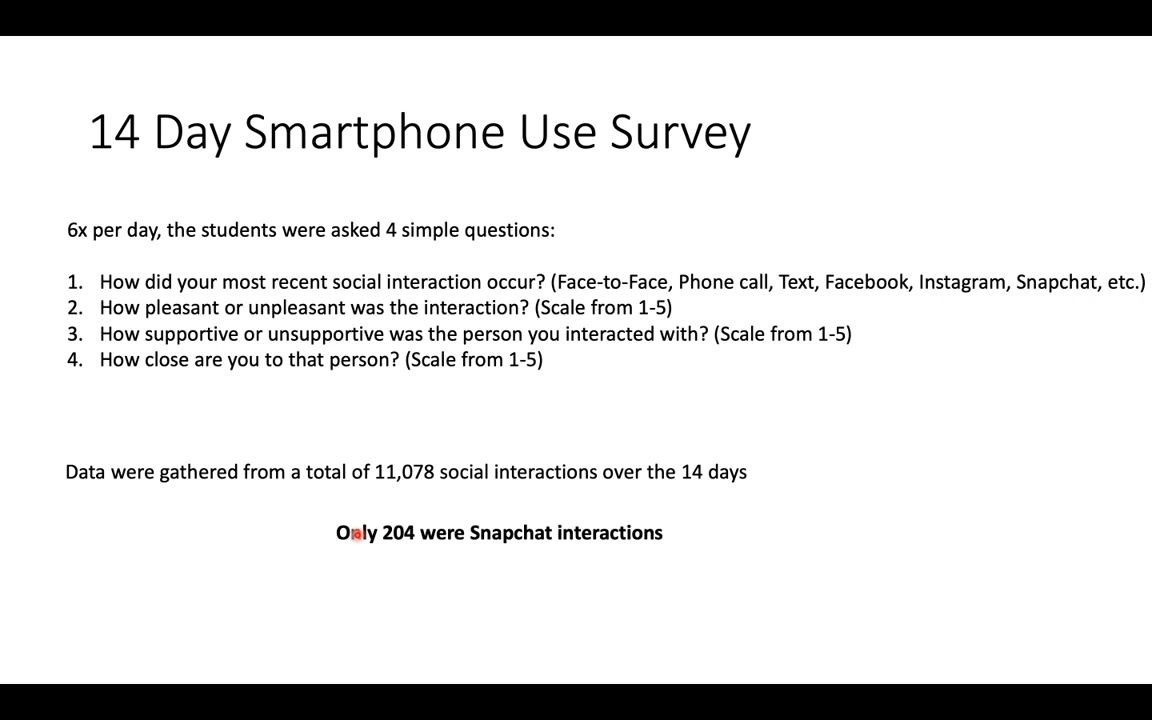 14 Day Smartphone Use Survey
6x per day, the students were asked 4 simple questions:
1. How did your most recent social interaction occur? (Face-to-Face, Phone call, Text, Facebook, Instagram, Snapchat, etc.)
2. How pleasant or unpleasant was the interaction? (Scale from 1-5)
3. How supportive or unsupportive was the person you interacted with? (Scale from 1-5)
4. How close are you to that person? (Scale from 1-5)
Data were gathered from a total of 11,078 social interactions over the 14 days
Only 204 were Snapchat interactions